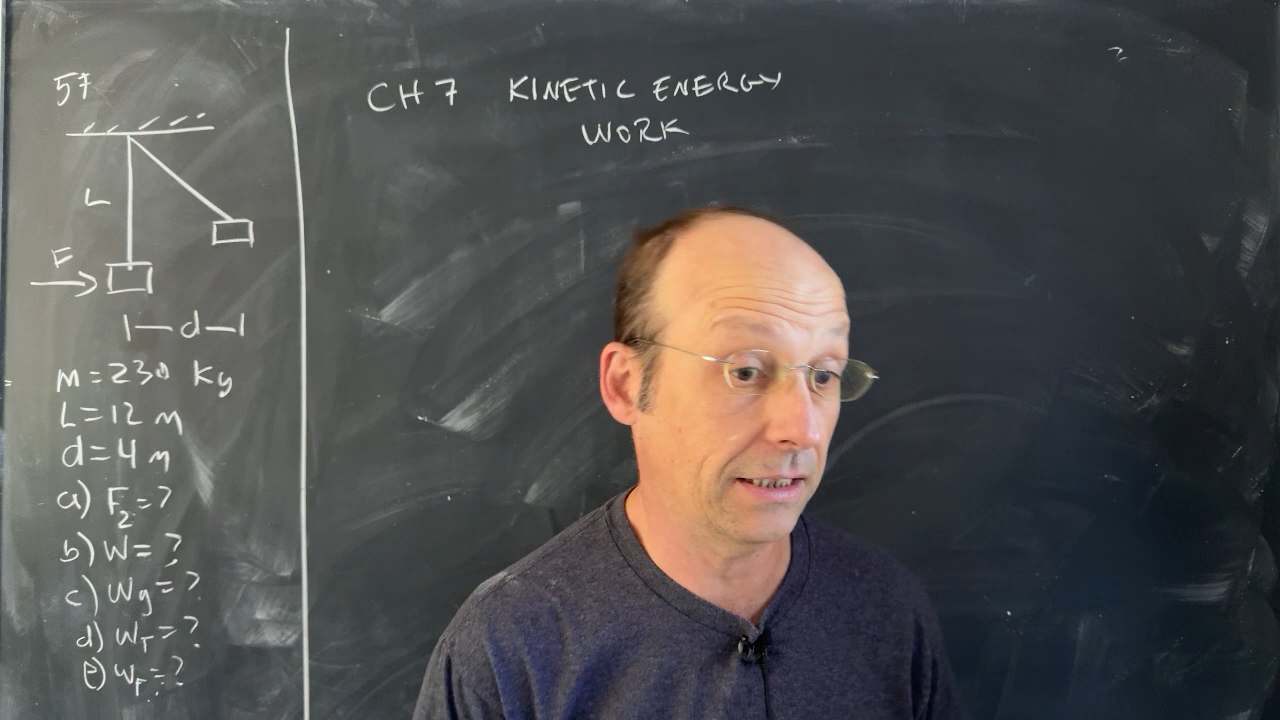 57
CH 7 KINETIC ENERGY
WORK
L
F
d
m = 230 Kg
L = 12 m
d = 4 m
a) F2 = ?
b) W = ?
c) Wg = ?
d) WT = ?
e) WF = ?